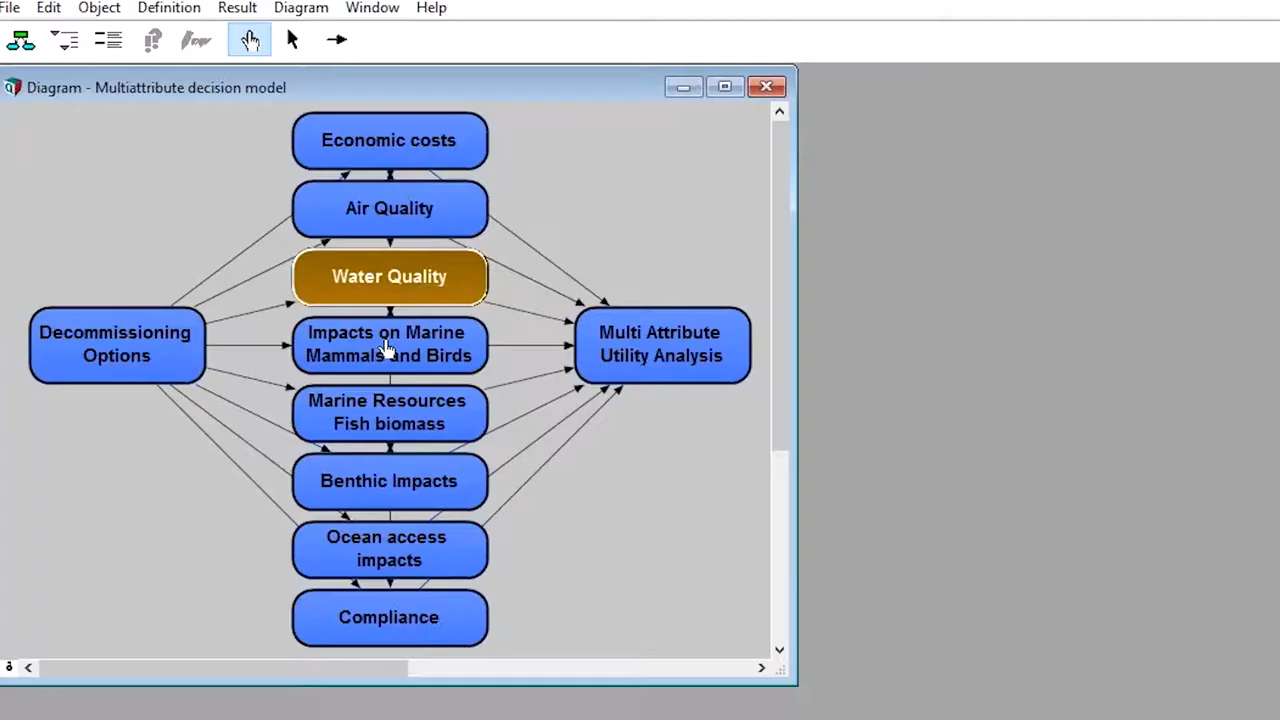 File Edit Object Definition Result Diagram Window Help
Diagram - Multiattribute decision model
Economic costs
Air Quality
Water Quality
Decommissioning
Options
Impacts on Marine
Mammals and Birds
Multi Attribute
Utility Analysis
Marine Resources
Fish biomass
Benthic Impacts
Ocean access
impacts
Compliance